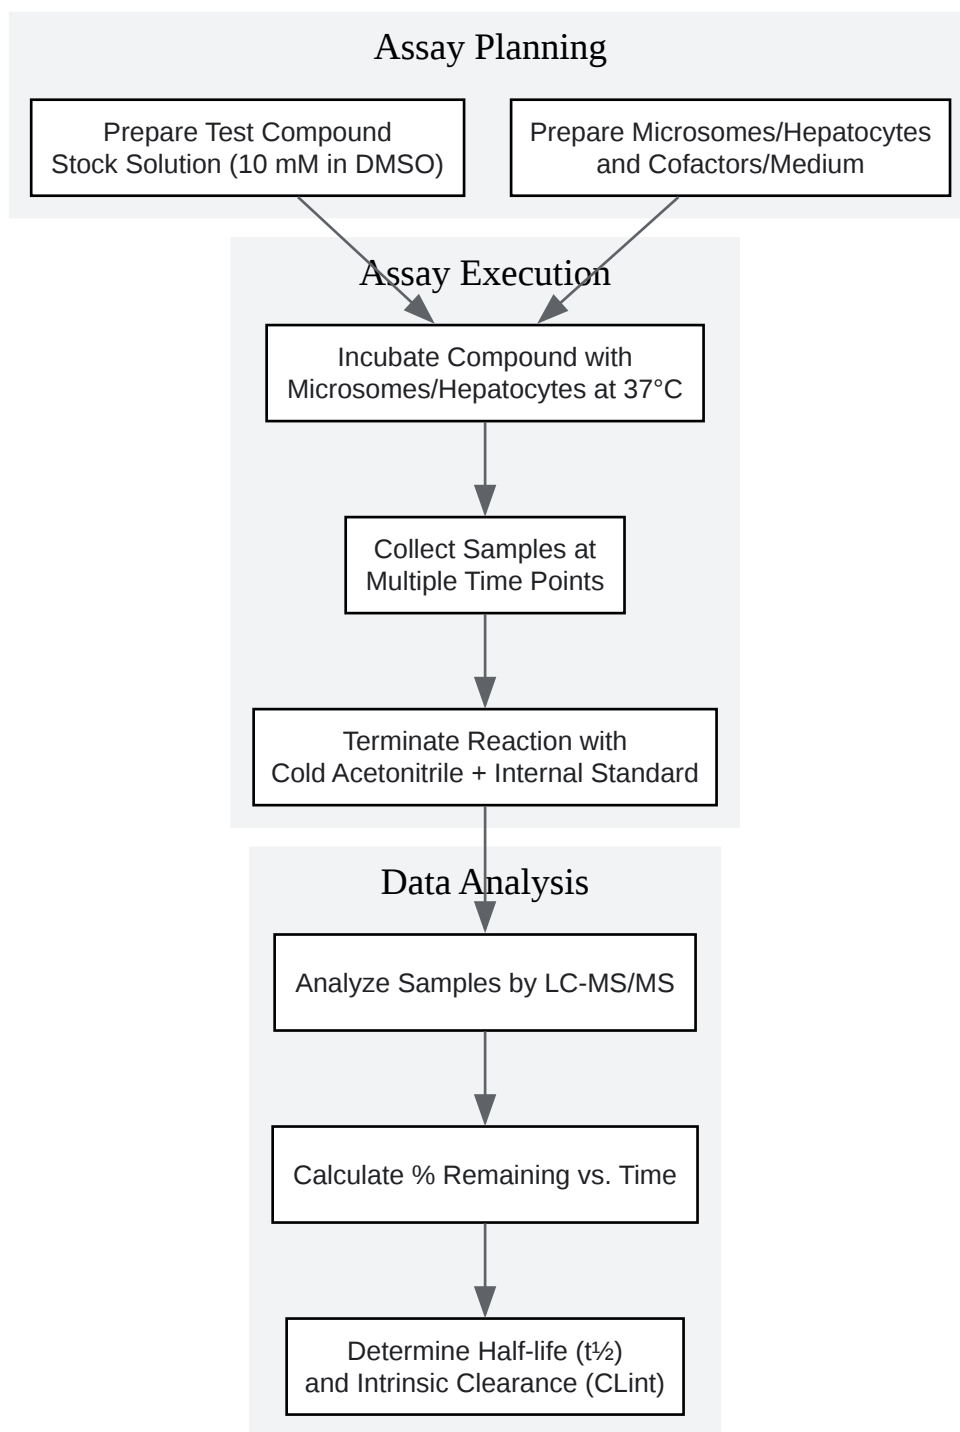 Assay Planning
Prepare Test Compound
Stock Solution (10 mM in DMSO)
Prepare Microsomes/Hepatocytes
and Cofactors/Medium
Assay Execution
Incubate Compound with
Microsomes/Hepatocytes at 37°C
Collect Samples at
Multiple Time Points
Terminate Reaction with
Cold Acetonitrile + Internal Standard
Data Analysis
Analyze Samples by LC-MS/MS
Calculate % Remaining vs. Time
Determine Half-life (t½)
and Intrinsic Clearance (CLint)